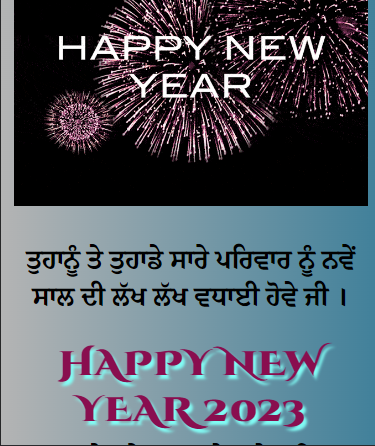 HAPPY NEW
YEAR
ਤੁਹਾਨੂੰ ਤੇ ਤੁਹਾਡੇ ਸਾਰੇ ਪਰਿਵਾਰ ਨੂੰ ਨਵੇਂ
ਸਾਲ ਦੀ ਲੱਖ ਲੱਖ ਵਧਾਈ ਹੋਵੇ ਜੀ ।
HAPPY NEW
YEAR 2023